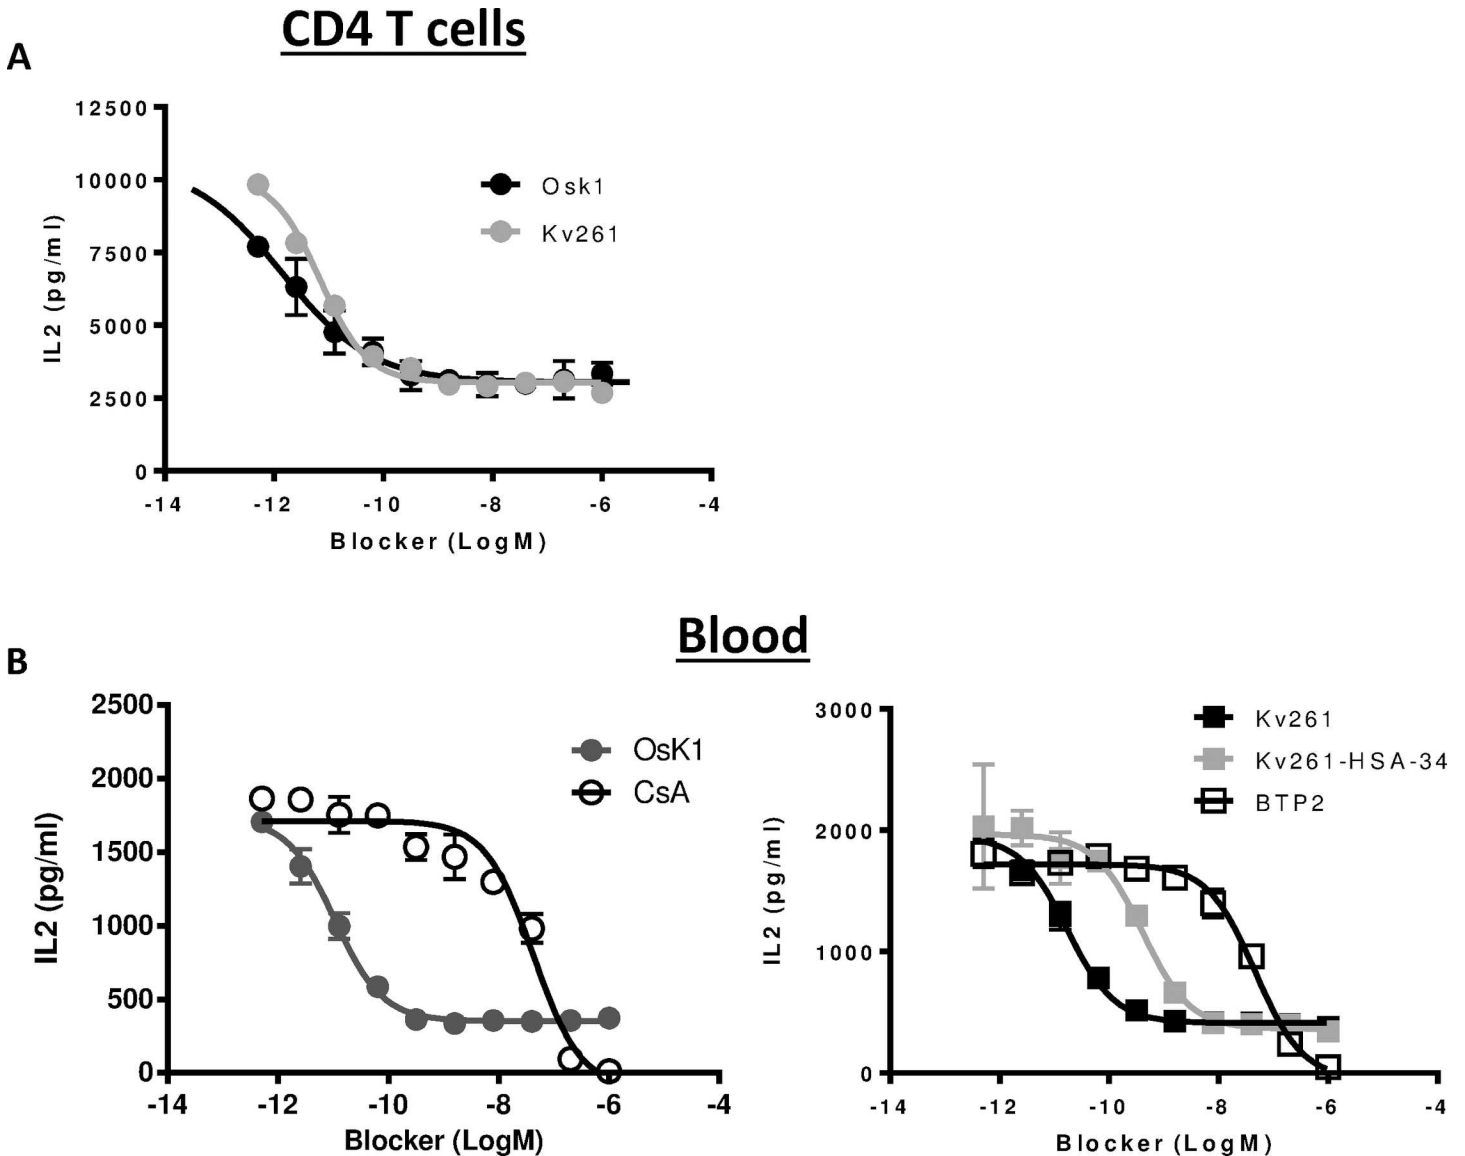 CD4 T cells
A
12500
10000
7500
5000
2500
0
IL2 (pg/ml)
Osk1
Kv261
-14 -12 -10 -8 -6 -4
Blocker (LogM)
Blood
B
2500
2000
1500
1000
500
0
IL2 (pg/ml)
OsK1
CsA
-14 -12 -10 -8 -6 -4
Blocker (LogM)
3000
2000
1000
0
IL2 (pg/ml)
Kv261
Kv261-HSA-34
BTP2
-14 -12 -10 -8 -6 -4
Blocker (LogM)